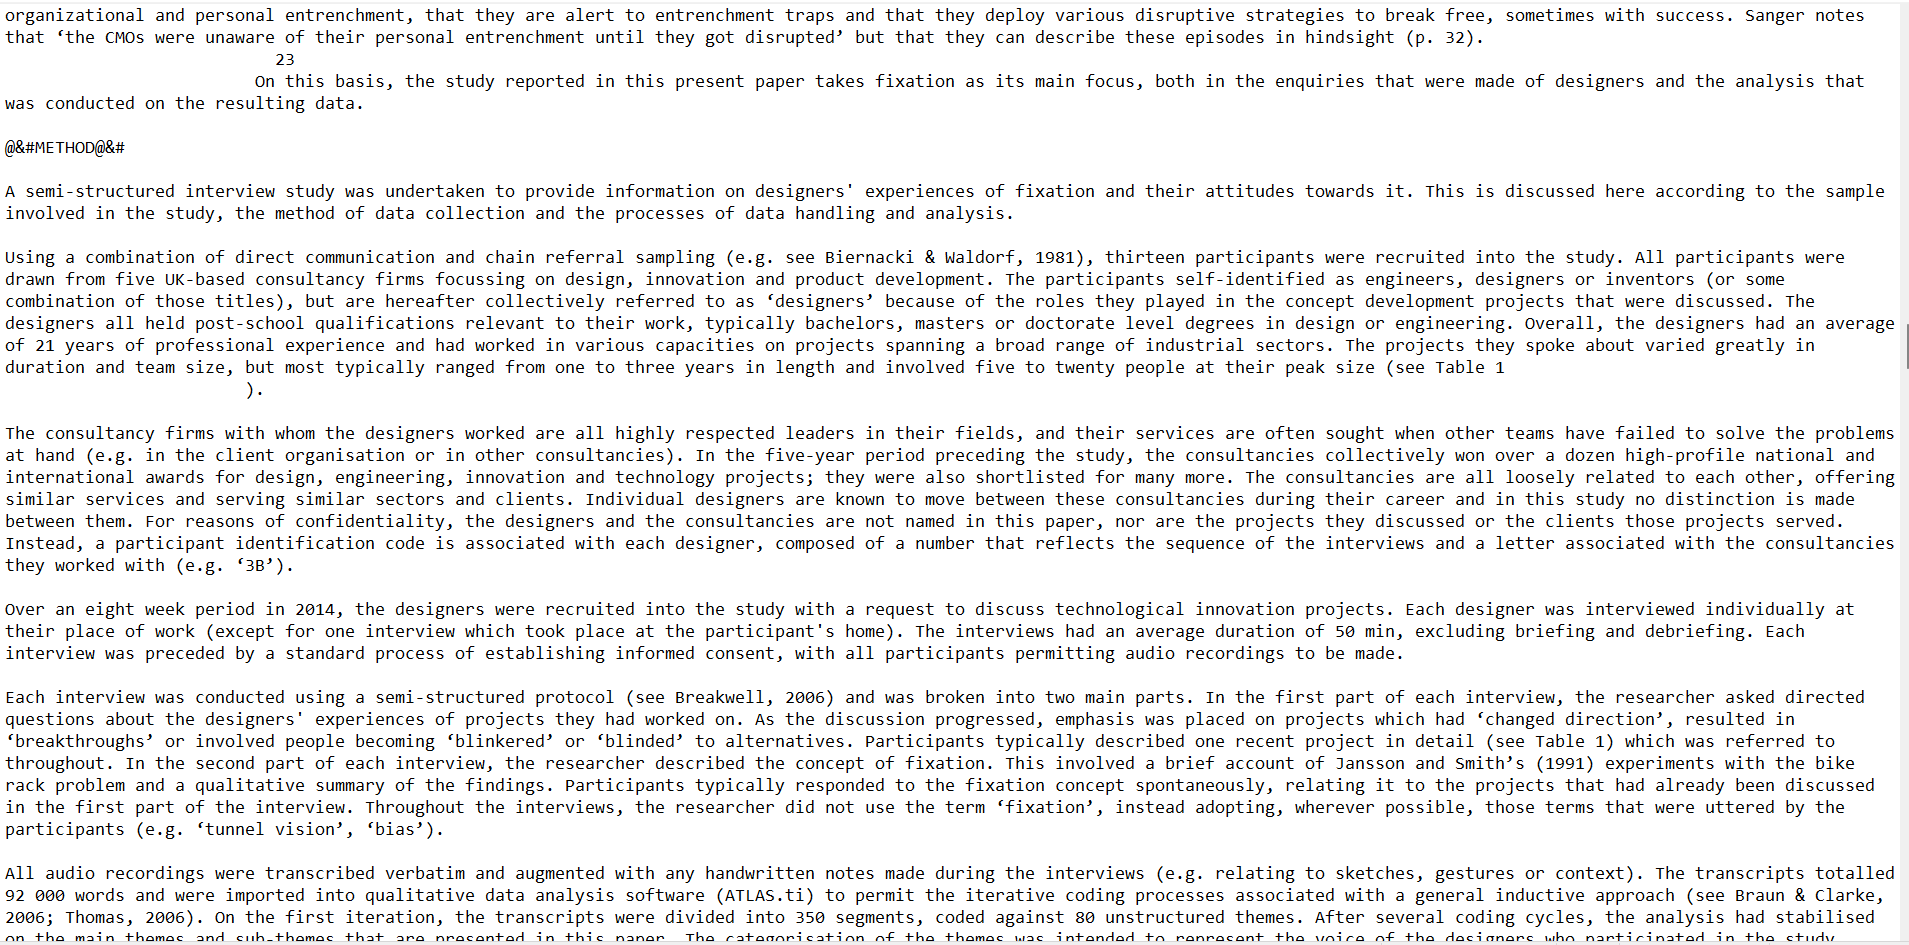 organizational and personal entrenchment, that they are alert to entrenchment traps and that they deploy various disruptive strategies to break free, sometimes with success. Sanger notes
that ‘the CMOs were unaware of their personal entrenchment until they got disrupted’ but that they can describe these episodes in hindsight (p. 32).
23
On this basis, the study reported in this present paper takes fixation as its main focus, both in the enquiries that were made of designers and the analysis that
was conducted on the resulting data.
@&#METHOD@&#
A semi-structured interview study was undertaken to provide information on designers' experiences of fixation and their attitudes towards it. This is discussed here according to the sample
involved in the study, the method of data collection and the processes of data handling and analysis.
Using a combination of direct communication and chain referral sampling (e.g. see Biernacki & Waldorf, 1981), thirteen participants were recruited into the study. All participants were
drawn from five UK-based consultancy firms focussing on design, innovation and product development. The participants self-identified as engineers, designers or inventors (or some
combination of those titles), but are hereafter collectively referred to as ‘designers’ because of the roles they played in the concept development projects that were discussed. The
designers all held post-school qualifications relevant to their work, typically bachelors, masters or doctorate level degrees in design or engineering. Overall, the designers had an average
of 21 years of professional experience and had worked in various capacities on projects spanning a broad range of industrial sectors. The projects they spoke about varied greatly in
duration and team size, but most typically ranged from one to three years in length and involved five to twenty people at their peak size (see Table 1
).
The consultancy firms with whom the designers worked are all highly respected leaders in their fields, and their services are often sought when other teams have failed to solve the problems
at hand (e.g. in the client organisation or in other consultancies). In the five-year period preceding the study, the consultancies collectively won over a dozen high-profile national and
international awards for design, engineering, innovation and technology projects; they were also shortlisted for many more. The consultancies are all loosely related to each other, offering
similar services and serving similar sectors and clients. Individual designers are known to move between these consultancies during their career and in this study no distinction is made
between them. For reasons of confidentiality, the designers and the consultancies are not named in this paper, nor are the projects they discussed or the clients those projects served.
Instead, a participant identification code is associated with each designer, composed of a number that reflects the sequence of the interviews and a letter associated with the consultancies
they worked with (e.g. ‘3B’).
Over an eight week period in 2014, the designers were recruited into the study with a request to discuss technological innovation projects. Each designer was interviewed individually at
their place of work (except for one interview which took place at the participant's home). The interviews had an average duration of 50 min, excluding briefing and debriefing. Each
interview was preceded by a standard process of establishing informed consent, with all participants permitting audio recordings to be made.
Each interview was conducted using a semi-structured protocol (see Breakwell, 2006) and was broken into two main parts. In the first part of each interview, the researcher asked directed
questions about the designers' experiences of projects they had worked on. As the discussion progressed, emphasis was placed on projects which had ‘changed direction’, resulted in
‘breakthroughs’ or involved people becoming ‘blinkered’ or ‘blinded’ to alternatives. Participants typically described one recent project in detail (see Table 1) which was referred to
throughout. In the second part of each interview, the researcher described the concept of fixation. This involved a brief account of Jansson and Smith’s (1991) experiments with the bike
rack problem and a qualitative summary of the findings. Participants typically responded to the fixation concept spontaneously, relating it to the projects that had already been discussed
in the first part of the interview. Throughout the interviews, the researcher did not use the term ‘fixation’, instead adopting, wherever possible, those terms that were uttered by the
participants (e.g. ‘tunnel vision’, ‘bias’).
All audio recordings were transcribed verbatim and augmented with any handwritten notes made during the interviews (e.g. relating to sketches, gestures or context). The transcripts totalled
92 000 words and were imported into qualitative data analysis software (ATLAS.ti) to permit the iterative coding processes associated with a general inductive approach (see Braun & Clarke,
2006; Thomas, 2006). On the first iteration, the transcripts were divided into 350 segments, coded against 80 unstructured themes. After several coding cycles, the analysis had stabilised
on the main themes and sub-themes that are presented in this paper. The categorisation of the themes was intended to represent the voice of the designers who participated in the study